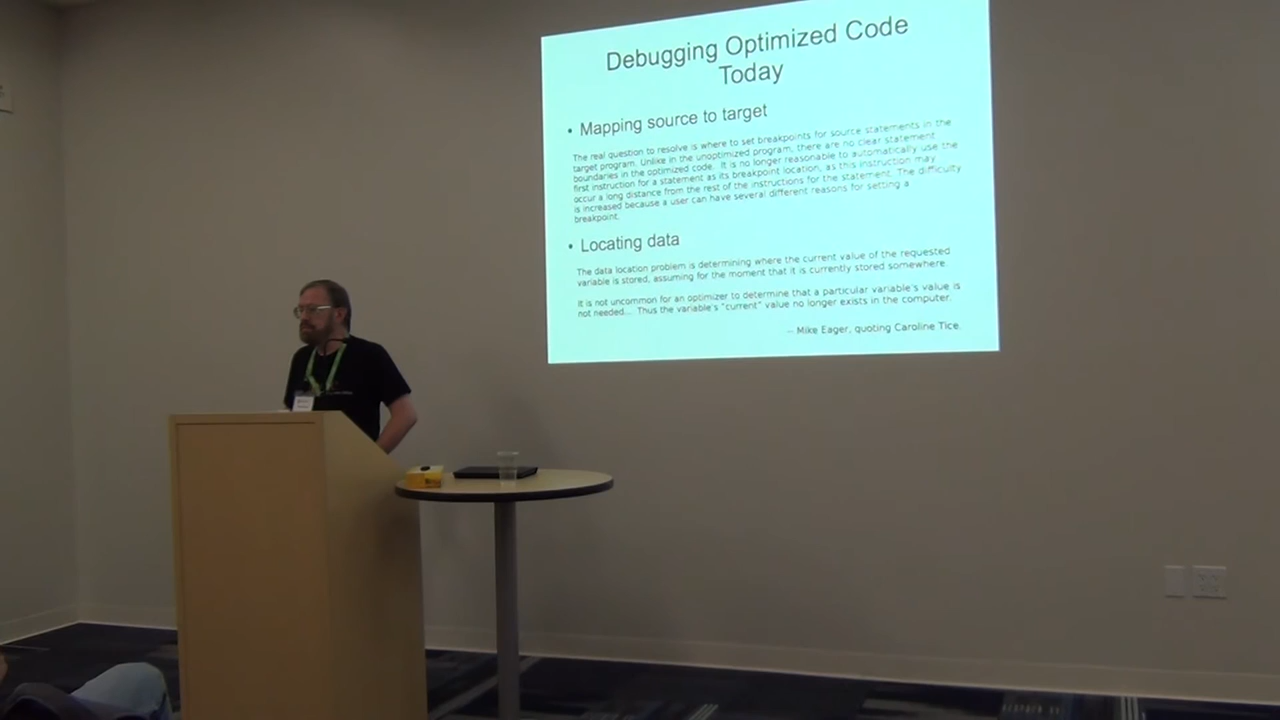 Debugging Optimized Code
Today
• Mapping source to target
The real question to resolve is where to set breakpoints for source statements in the
target program. Unlike in the unoptimized program, there are no clear statement
boundaries in the optimized code. It is no longer reasonable to automatically use the
first instruction for a statement as its breakpoint location, as this instruction may
occur a long distance from the rest of the instructions for the statement. The difficulty
is increased because a user can have several different reasons for setting a
breakpoint.
• Locating data
The data location problem is determining where the current value of the requested
variable is stored, assuming for the moment that it is currently stored somewhere.
It is not uncommon for an optimizer to determine that a particular variable's value is
not needed... Thus the variable's "current" value no longer exists in the computer.
-- Mike Eager, quoting Caroline Tice.